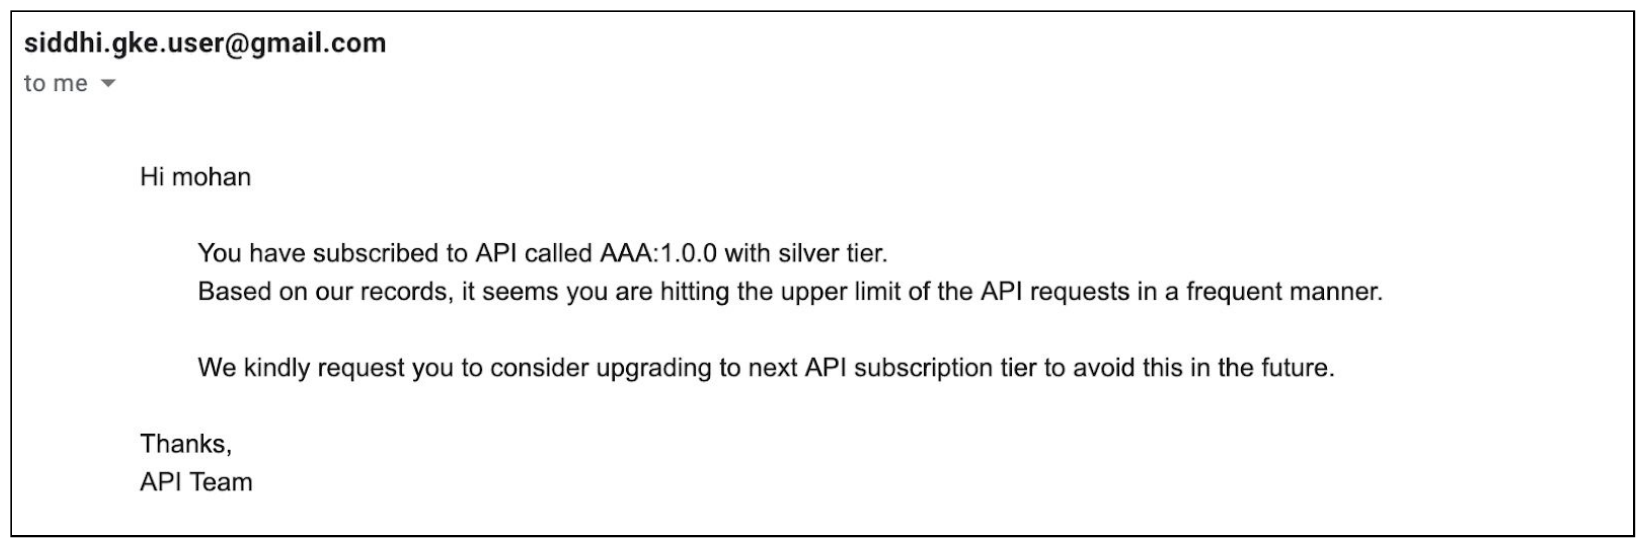 siddhi.gke.user@gmail.com
to me
Hi mohan
You have subscribed to API called AAA:1.0.0 with silver tier.
Based on our records, it seems you are hitting the upper limit of the API requests in a frequent manner.
We kindly request you to consider upgrading to next API subscription tier to avoid this in the future.
Thanks,
API Team